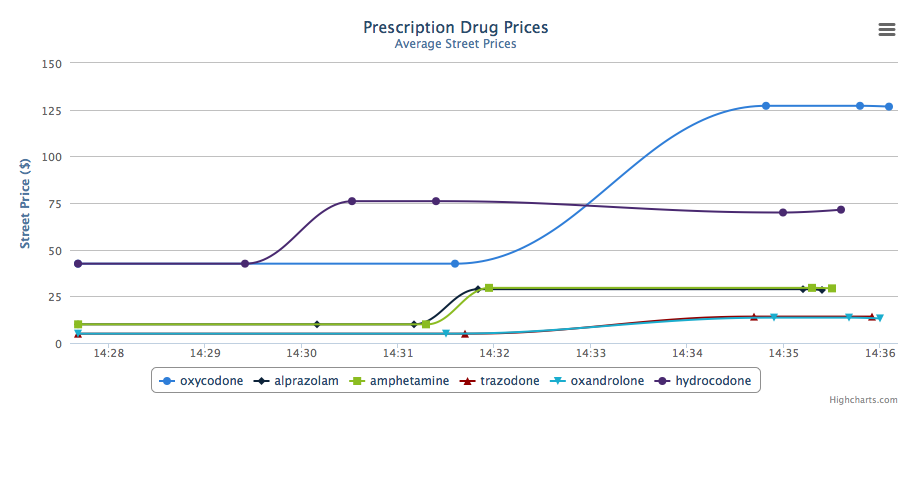 Prescription Drug Prices
Average Street Prices
Street Price ($)
150
125
100
75
50
25
0
14:28 14:29 14:30 14:31 14:32 14:33 14:34 14:35 14:36
oxycodone alprazolam amphetamine trazodone oxandrolone hydrocodone
Highcharts.com